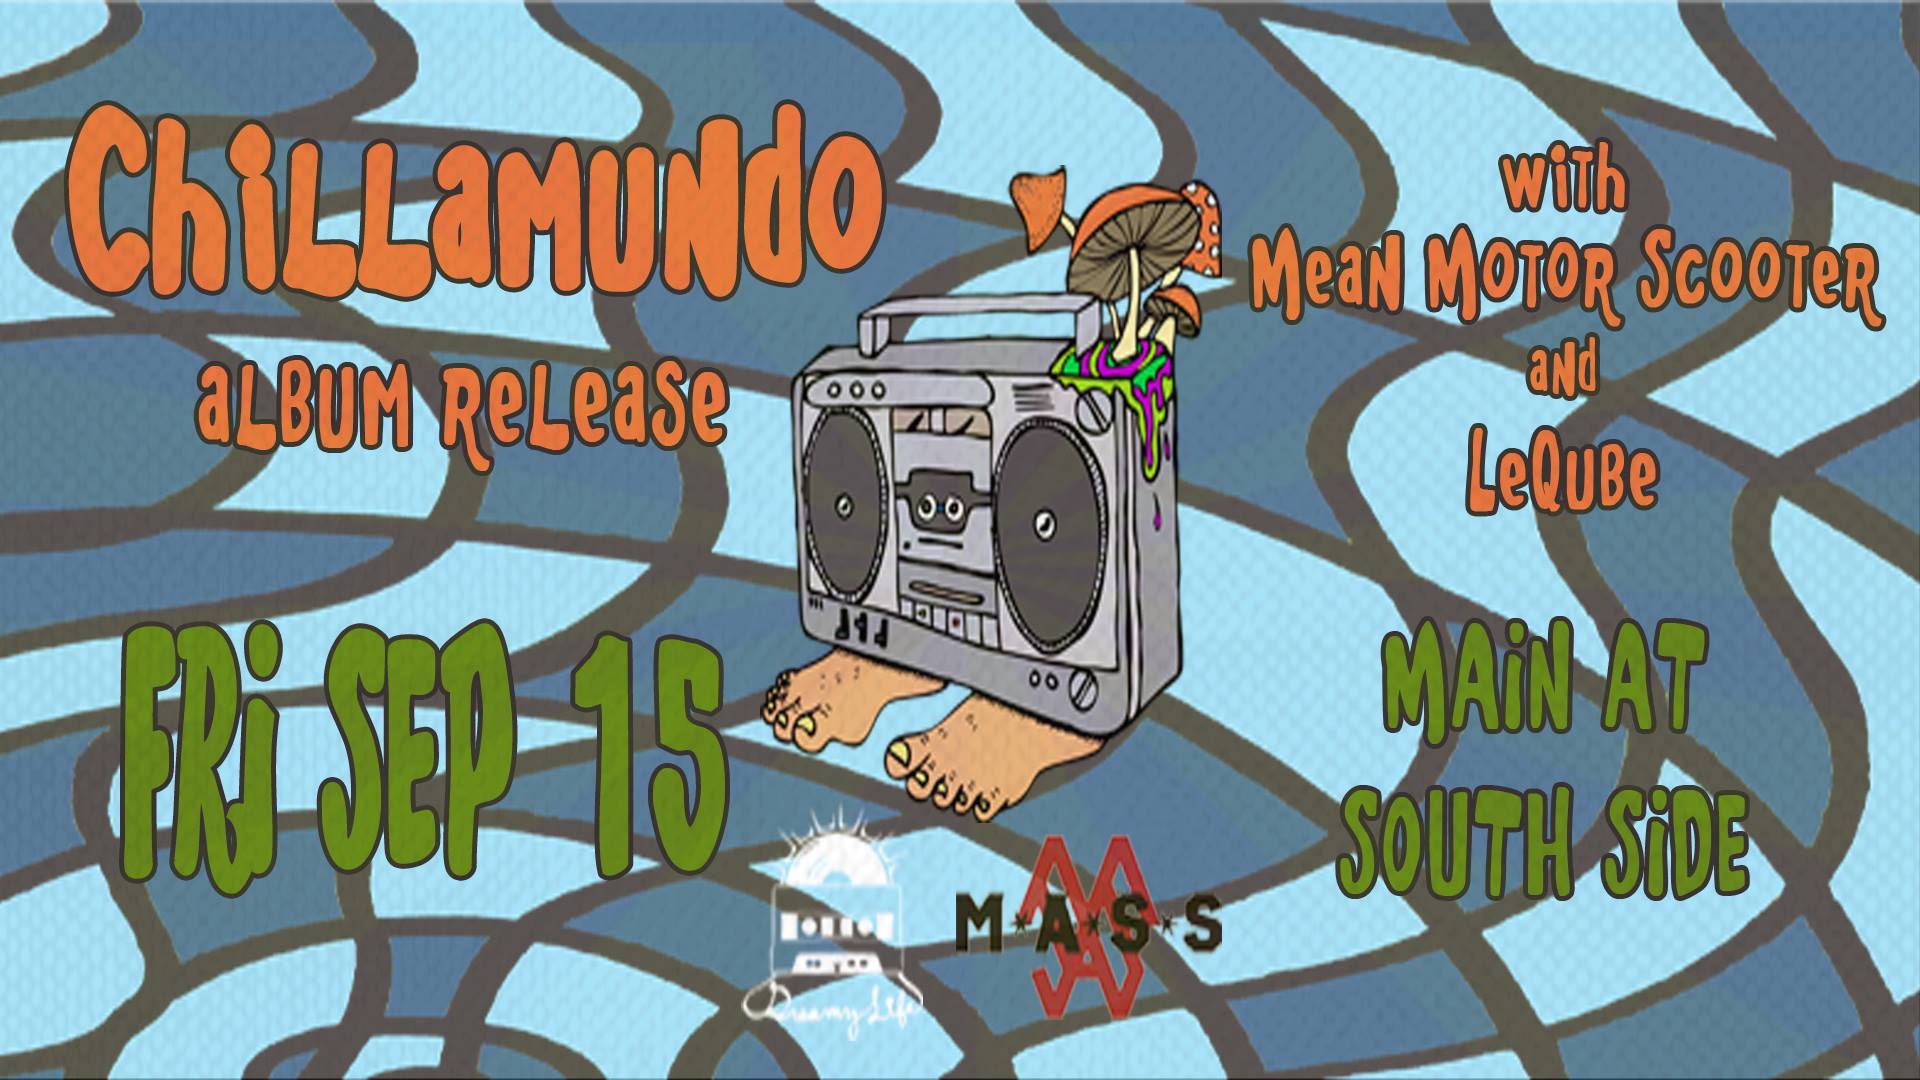 Chillamundo
album Release
Fri Sep 15
with
Mean Motor Scooter
and
LeQube
Main at
South Side
Dreamy Life
M*A*S*S